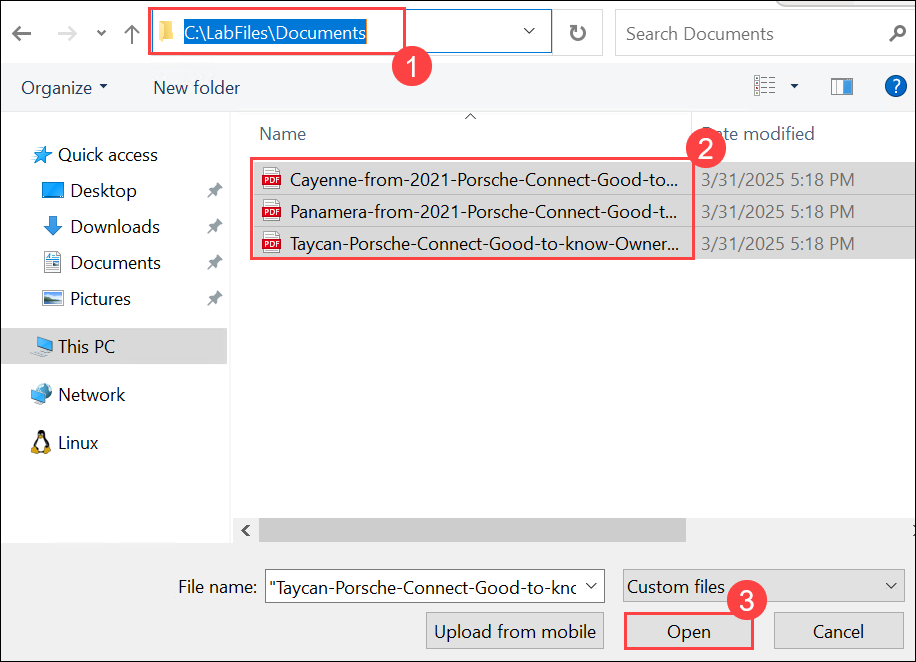 C:\LabFiles\Documents
Search Documents
1
Organize
New folder
?
Name
Date modified
2
Quick access
Desktop
Downloads
Documents
Pictures
This PC
Network
Linux
PDF Cayenne-from-2021-Porsche-Connect-Good-to... 3/31/2025 5:18 PM
PDF Panamera-from-2021-Porsche-Connect-Good-t... 3/31/2025 5:18 PM
PDF Taycan-Porsche-Connect-Good-to-know-Owner... 3/31/2025 5:18 PM
File name: "Taycan-Porsche-Connect-Good-to-knc
Custom files
3
Upload from mobile
Open
Cancel